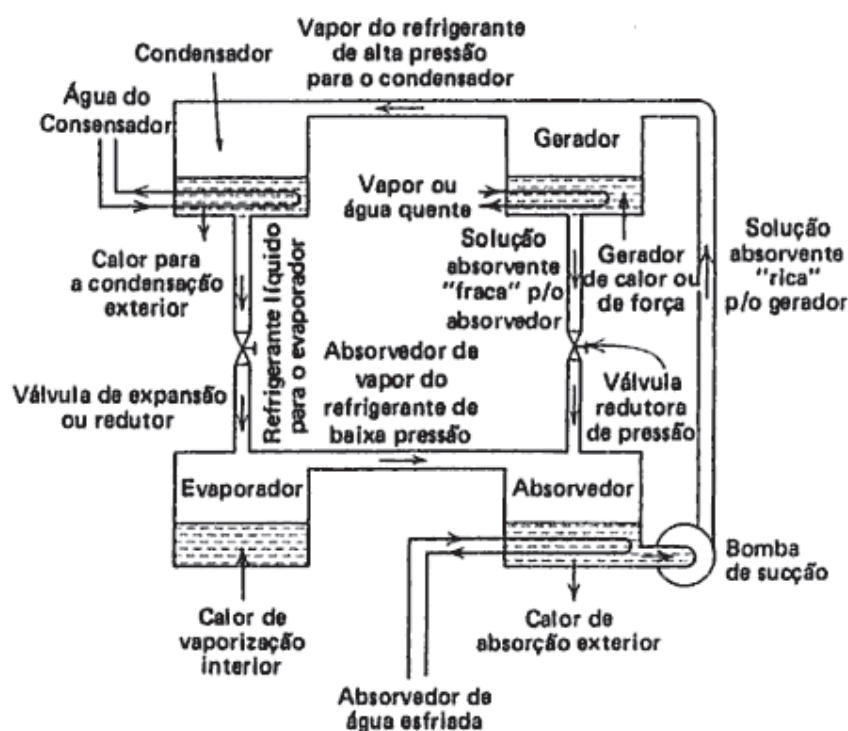 Vapor do refrigerante
de alta pressão
para o condensador
Condensador
Água do
Consensador
Gerador
Vapor ou
água quente
Calor para
a condensação
exterior
Refrigerante líquido
para o evaporador
Solução
absorvente
"fraca" p/o
absorvedor
Gerador
de calor ou
de força
Solução
absorvente
"rica"
p/o gerador
Válvula de expansão
ou redutor
Absorvedor de
vapor do
refrigerante de
baixa pressão
Válvula
redutora
de pressão
Evaporador
Absorvedor
Bomba
de sucção
Calor de
vaporização
interior
Calor de
absorção exterior
Absorvedor de
água esfriada